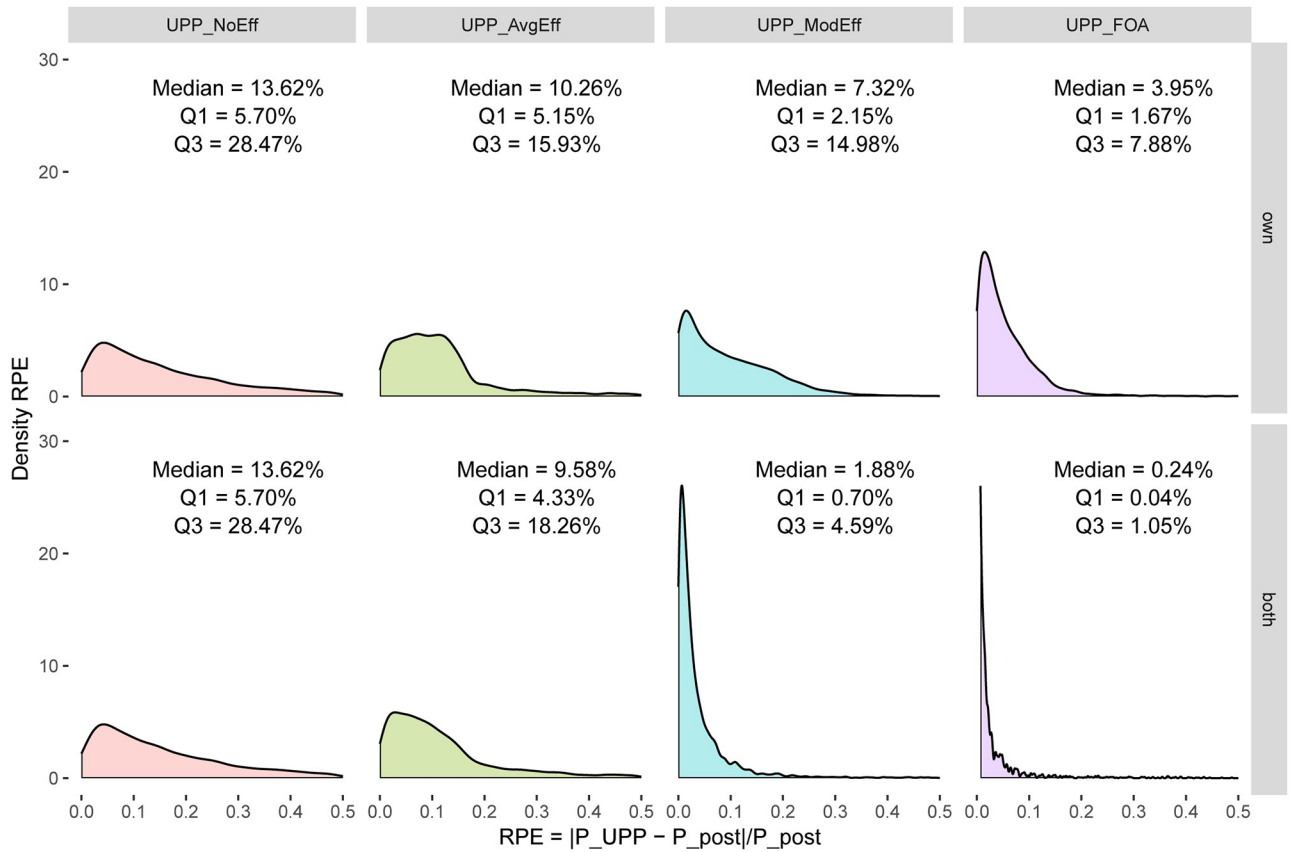 UPP_NoEff UPP_AvgEff UPP_ModEff UPP_FOA
30
20
10
0
Median = 13.62%
Q1 = 5.70%
Q3 = 28.47%
Median = 10.26%
Q1 = 5.15%
Q3 = 15.93%
Median = 7.32%
Q1 = 2.15%
Q3 = 14.98%
Median = 3.95%
Q1 = 1.67%
Q3 = 7.88%
own
Density RPE
30
20
10
0
Median = 13.62%
Q1 = 5.70%
Q3 = 28.47%
Median = 9.58%
Q1 = 4.33%
Q3 = 18.26%
Median = 1.88%
Q1 = 0.70%
Q3 = 4.59%
Median = 0.24%
Q1 = 0.04%
Q3 = 1.05%
both
0.0 0.1 0.2 0.3 0.4 0.5 0.0 0.1 0.2 0.3 0.4 0.5 0.0 0.1 0.2 0.3 0.4 0.5 0.0 0.1 0.2 0.3 0.4 0.5
RPE = |P_UPP − P_post|/P_post